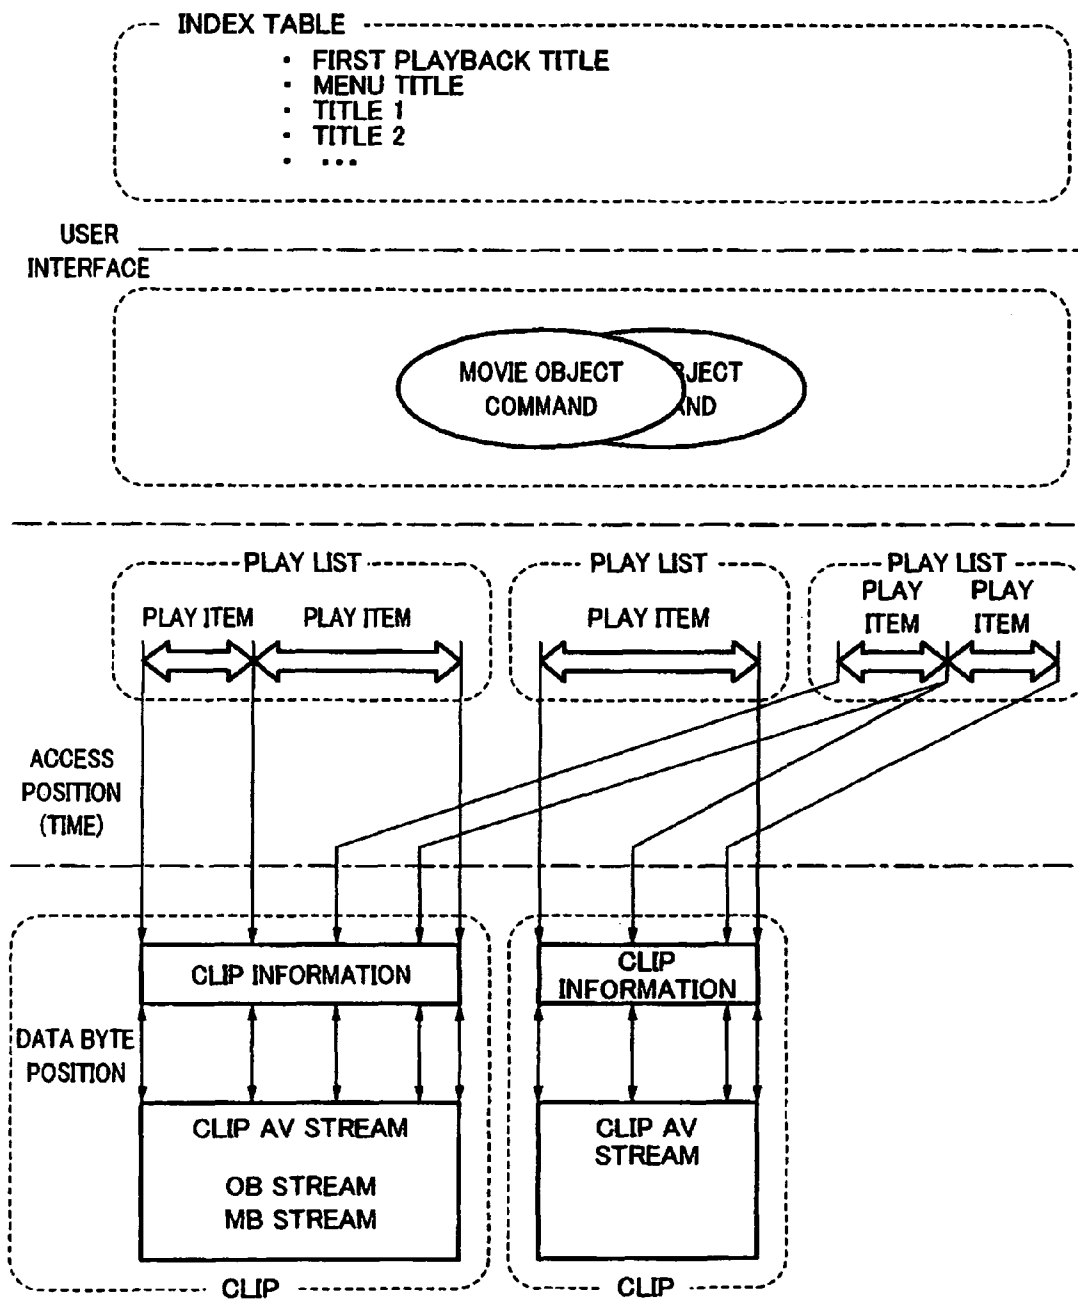 INDEX TABLE
· FIRST PLAYBACK TITLE
· MENU TITLE
· TITLE 1
· TITLE 2
· ···
USER
INTERFACE
MOVIE OBJECT
COMMAND
BJECT
AND
PLAY LIST
PLAY ITEM
PLAY ITEM
PLAY LIST
PLAY ITEM
PLAY LIST
PLAY
ITEM
PLAY
ITEM
ACCESS
POSITION
(TIME)
CLIP INFORMATION
CLIP
INFORMATION
DATA BYTE
POSITION
CLIP AV STREAM
OB STREAM
MB STREAM
CLIP AV
STREAM
CLIP
CLIP